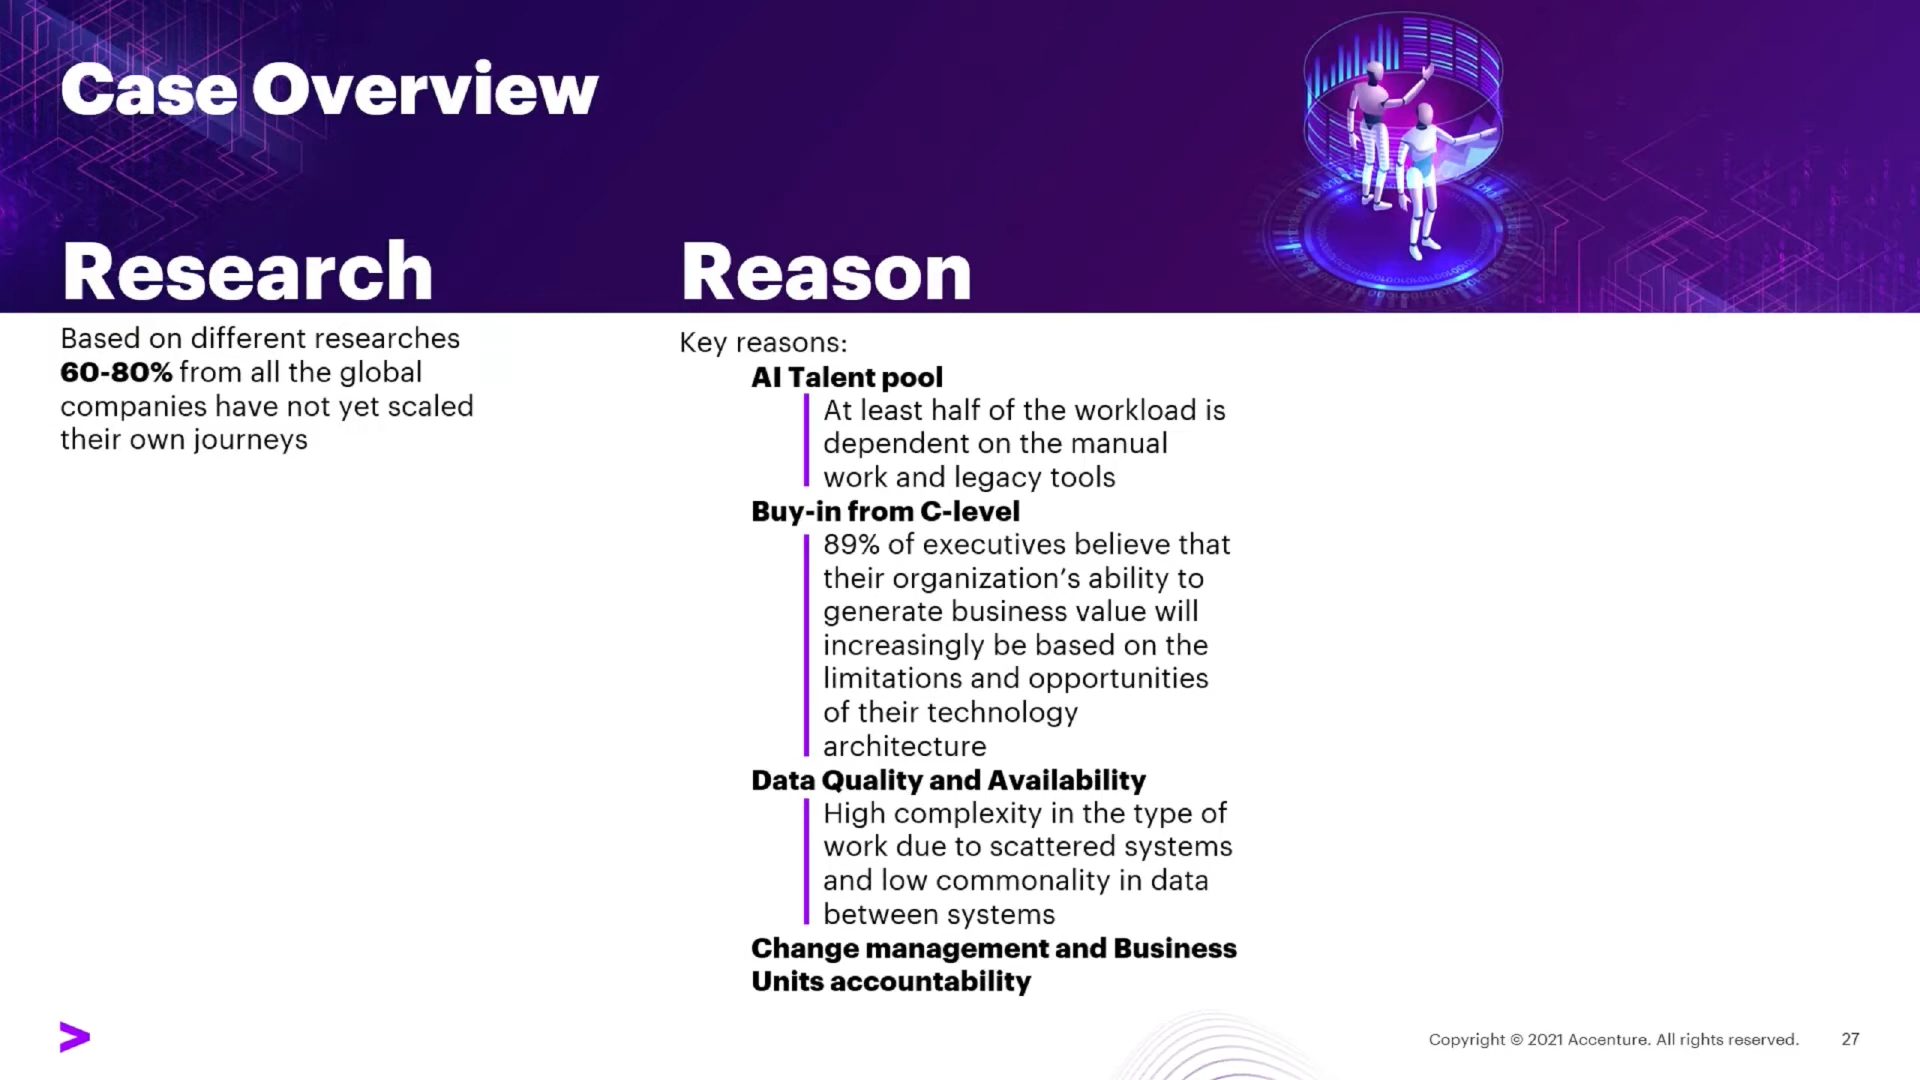 Case Overview
Research
Based on different researches
60-80% from all the global
companies have not yet scaled
their own journeys
Reason
Key reasons:
AI Talent pool
At least half of the workload is
dependent on the manual
work and legacy tools
Buy-in from C-level
89% of executives believe that
their organization’s ability to
generate business value will
increasingly be based on the
limitations and opportunities
of their technology
architecture
Data Quality and Availability
High complexity in the type of
work due to scattered systems
and low commonality in data
between systems
Change management and Business
Units accountability
Copyright © 2021 Accenture. All rights reserved. 27